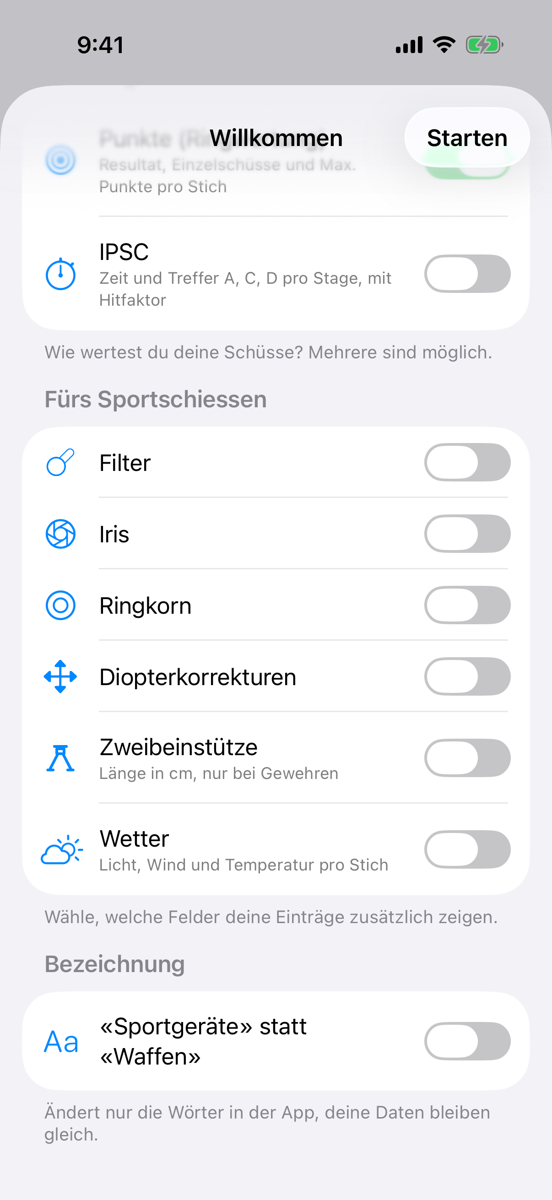 9:41
Willkommen
Starten
Punkte
Resultat, Einzelschüsse und Max.
Punkte pro Stich
IPSC
Zeit und Treffer A, C, D pro Stage, mit
Hitfaktor
Wie wertest du deine Schüsse? Mehrere sind möglich.
Fürs Sportschiessen
Filter
Iris
Ringkorn
Diopterkorrekturen
Zweibeinstütze
Länge in cm, nur bei Gewehren
Wetter
Licht, Wind und Temperatur pro Stich
Wähle, welche Felder deine Einträge zusätzlich zeigen.
Bezeichnung
Aa
«Sportgeräte» statt
«Waffen»
Ändert nur die Wörter in der App, deine Daten bleiben
gleich.